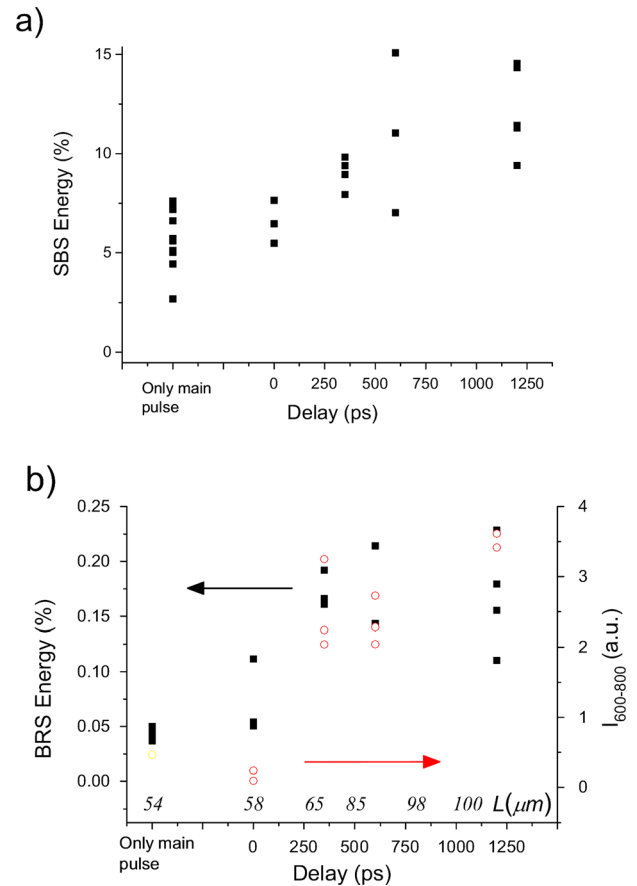 a)
15
10
5
0
SBS Energy (%)
Only main
pulse
0 250 500 750 1000 1250
Delay (ps)
b)
0.25
0.20
0.15
0.10
0.05
0.00
BRS Energy (%)
4
3
2
1
0
I600-800 (a.u.)
54 58 65 85 98 100 L(μm)
Only main
pulse
0 250 500 750 1000 1250
Delay (ps)